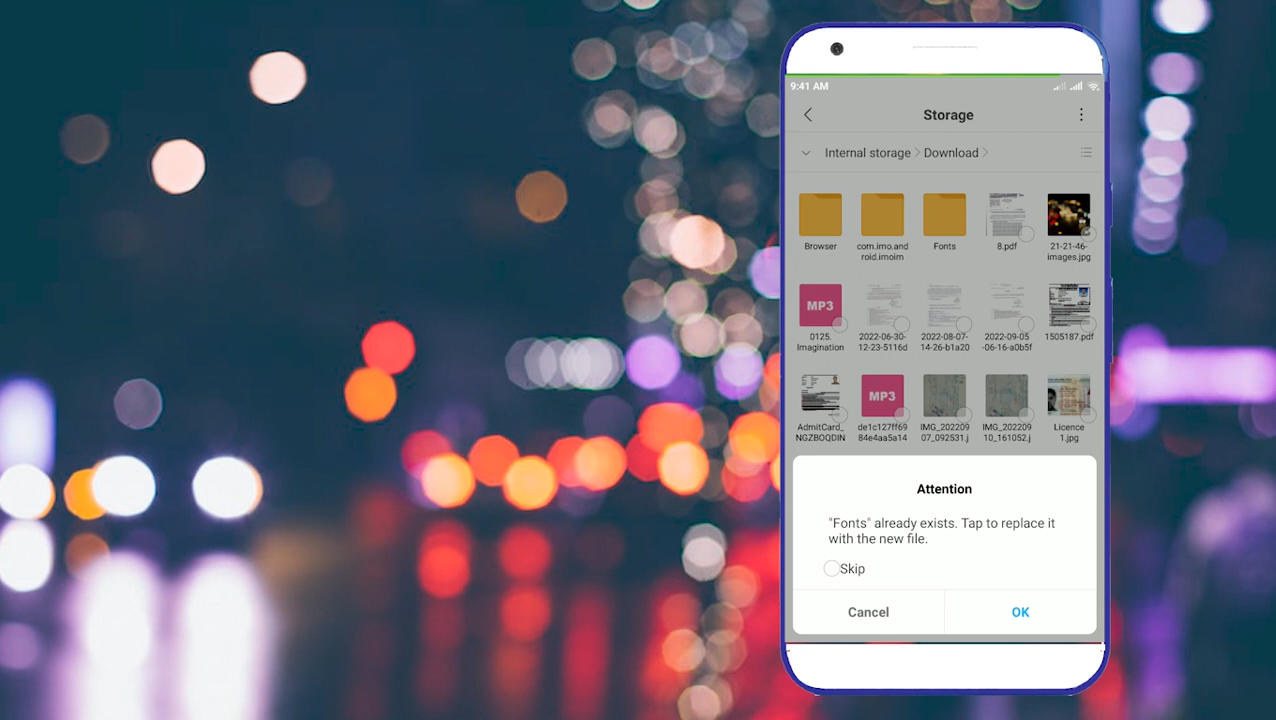 9:41 AM
Storage
Internal storage
Download
Browser
com.imo.and
roid.imoim
Fonts
8.pdf
21-21-46-
images.jpg
MP3
0125.
Imagination
2022-06-30-
12-23-5116d
2022-08-07-
14-26-b1a20
2022-09-05
-06-16-a0b5f
1505187.pdf
AdmitCard_
NGZBOQDIN
MP3
de1c127ff69
84e4aa5a14
IMG_202209
07_092531.j
IMG_202209
10_161052.j
Licence
1.jpg
Attention
"Fonts" already exists. Tap to replace it
with the new file.
Skip
Cancel
OK